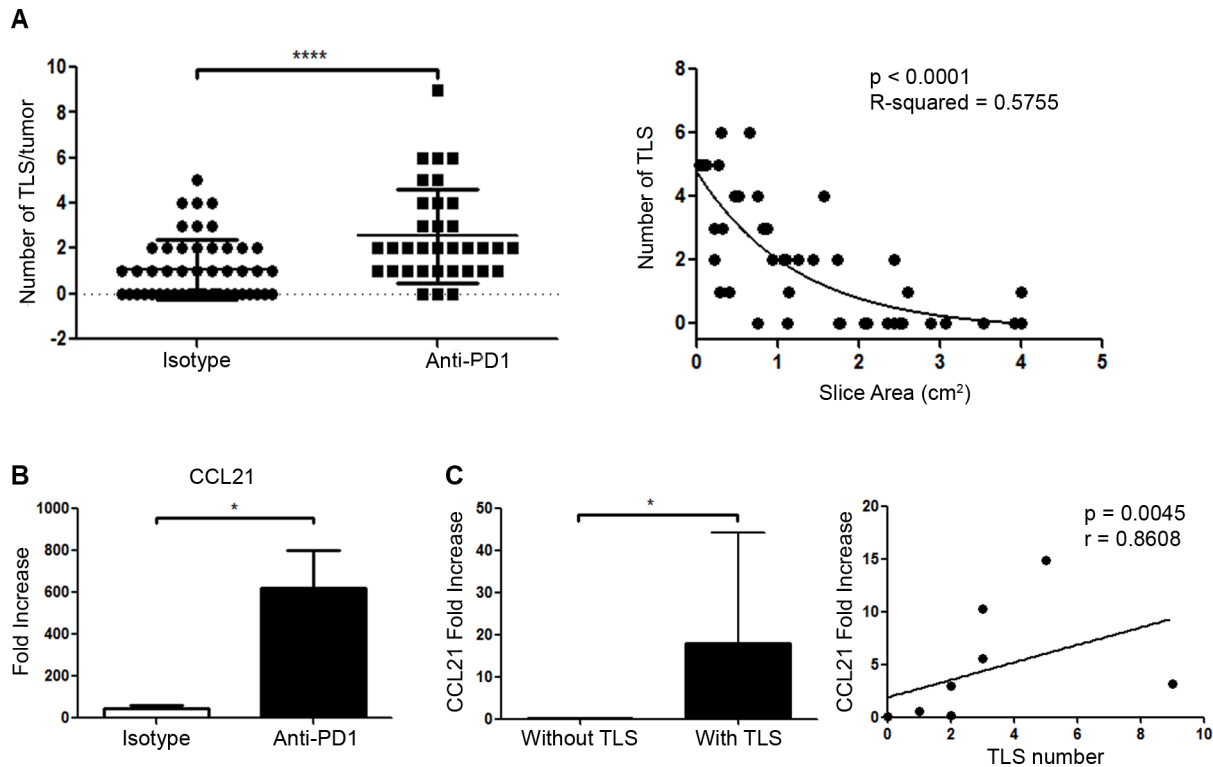 A
10
8
6
4
2
0
-2
Number of TLS/tumor
****
Isotype
Anti-PD1
8
6
4
2
0
Number of TLS
p < 0.0001
R-squared = 0.5755
0 1 2 3 4 5
Slice Area (cm²)
B
CCL21
1000
800
600
400
200
0
Fold Increase
*
Isotype
Anti-PD1
C
50
40
30
20
10
0
CCL21 Fold Increase
*
Without TLS
With TLS
20
15
10
5
0
CCL21 Fold Increase
p = 0.0045
r = 0.8608
0 2 4 6 8 10
TLS number